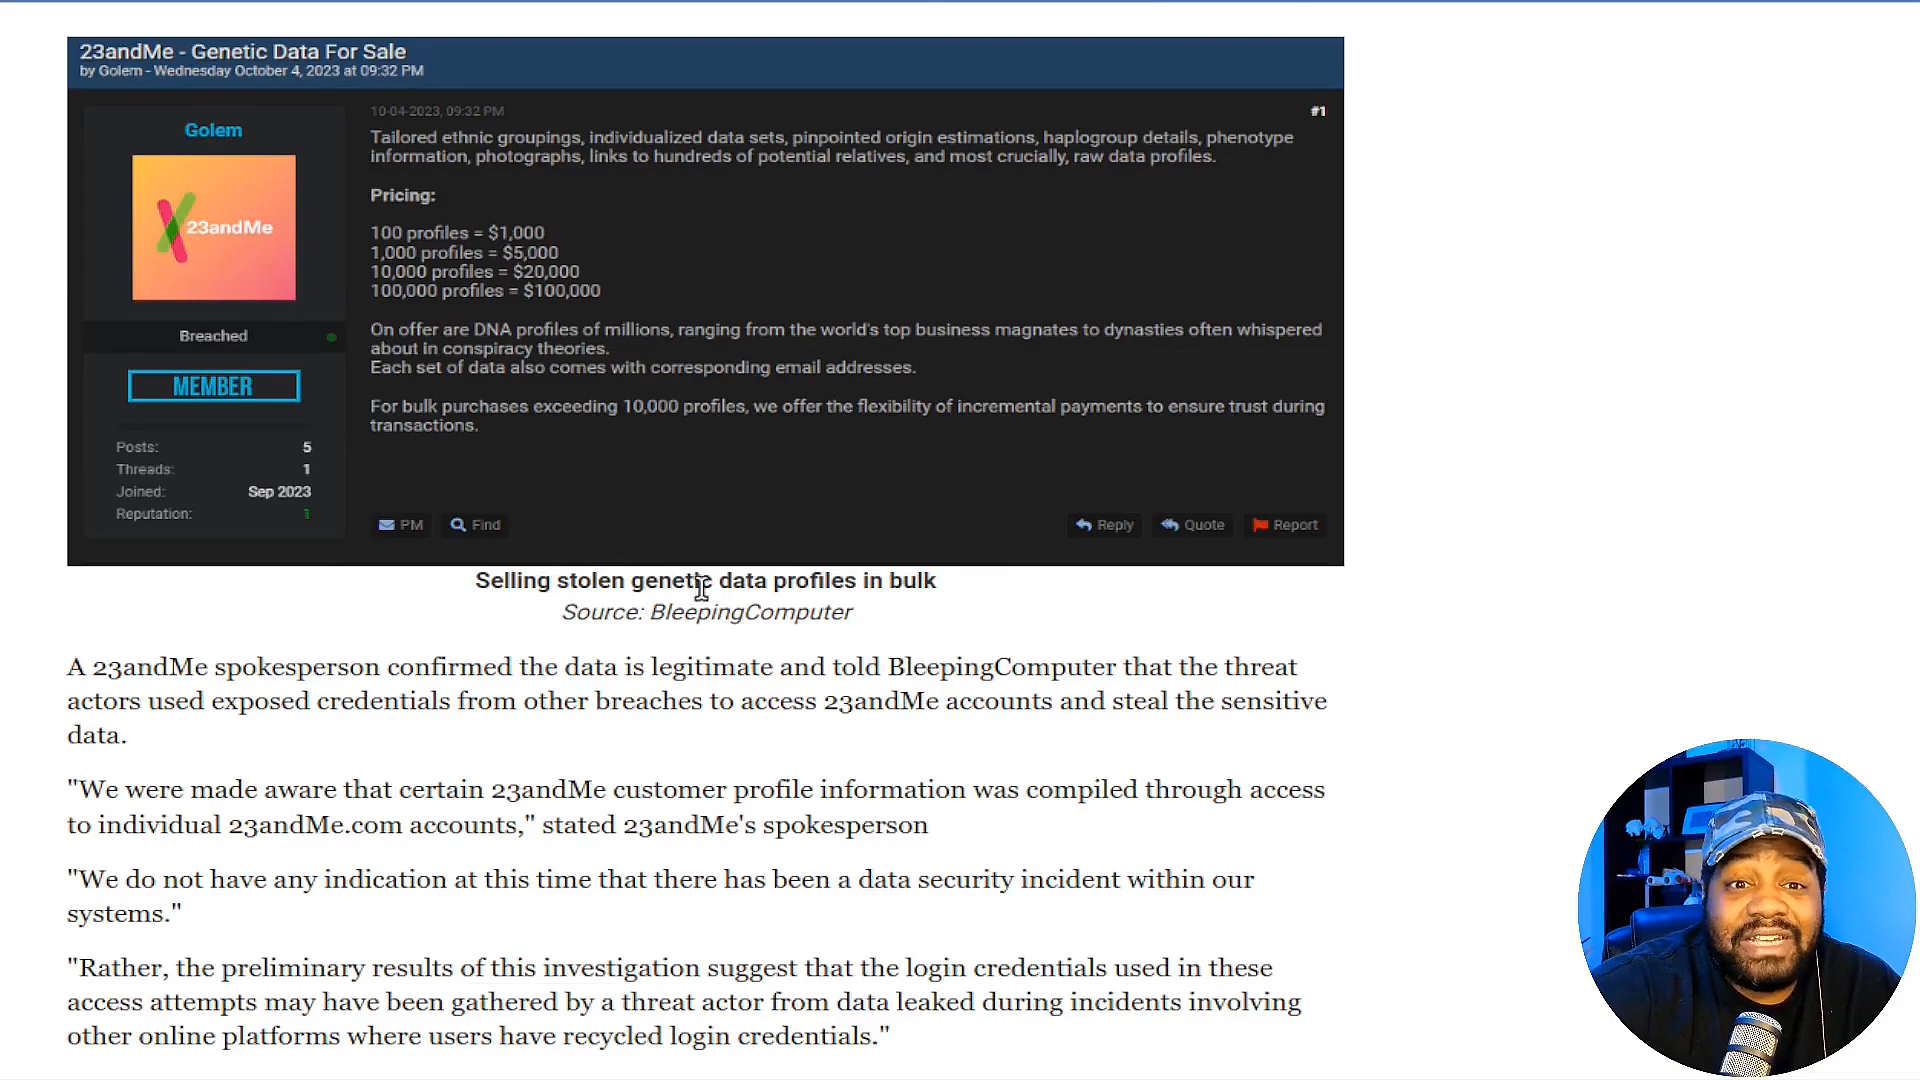 23andMe - Genetic Data For Sale
by Golem - Wednesday October 4, 2023 at 09:32 PM
10-04-2023, 09:32 PM
#1
Golem
23andMe
Breached
MEMBER
Posts: 5
Threads: 1
Joined: Sep 2023
Reputation: 1
Tailored ethnic groupings, individualized data sets, pinpointed origin estimations, haplogroup details, phenotype
information, photographs, links to hundreds of potential relatives, and most crucially, raw data profiles.
Pricing:
100 profiles = $1,000
1,000 profiles = $5,000
10,000 profiles = $20,000
100,000 profiles = $100,000
On offer are DNA profiles of millions, ranging from the world's top business magnates to dynasties often whispered
about in conspiracy theories.
Each set of data also comes with corresponding email addresses.
For bulk purchases exceeding 10,000 profiles, we offer the flexibility of incremental payments to ensure trust during
transactions.
PM Find Reply Quote Report
Selling stolen genetic data profiles in bulk
Source: BleepingComputer
A 23andMe spokesperson confirmed the data is legitimate and told BleepingComputer that the threat
actors used exposed credentials from other breaches to access 23andMe accounts and steal the sensitive
data.
"We were made aware that certain 23andMe customer profile information was compiled through access
to individual 23andMe.com accounts," stated 23andMe's spokesperson
"We do not have any indication at this time that there has been a data security incident within our
systems."
"Rather, the preliminary results of this investigation suggest that the login credentials used in these
access attempts may have been gathered by a threat actor from data leaked during incidents involving
other online platforms where users have recycled login credentials."